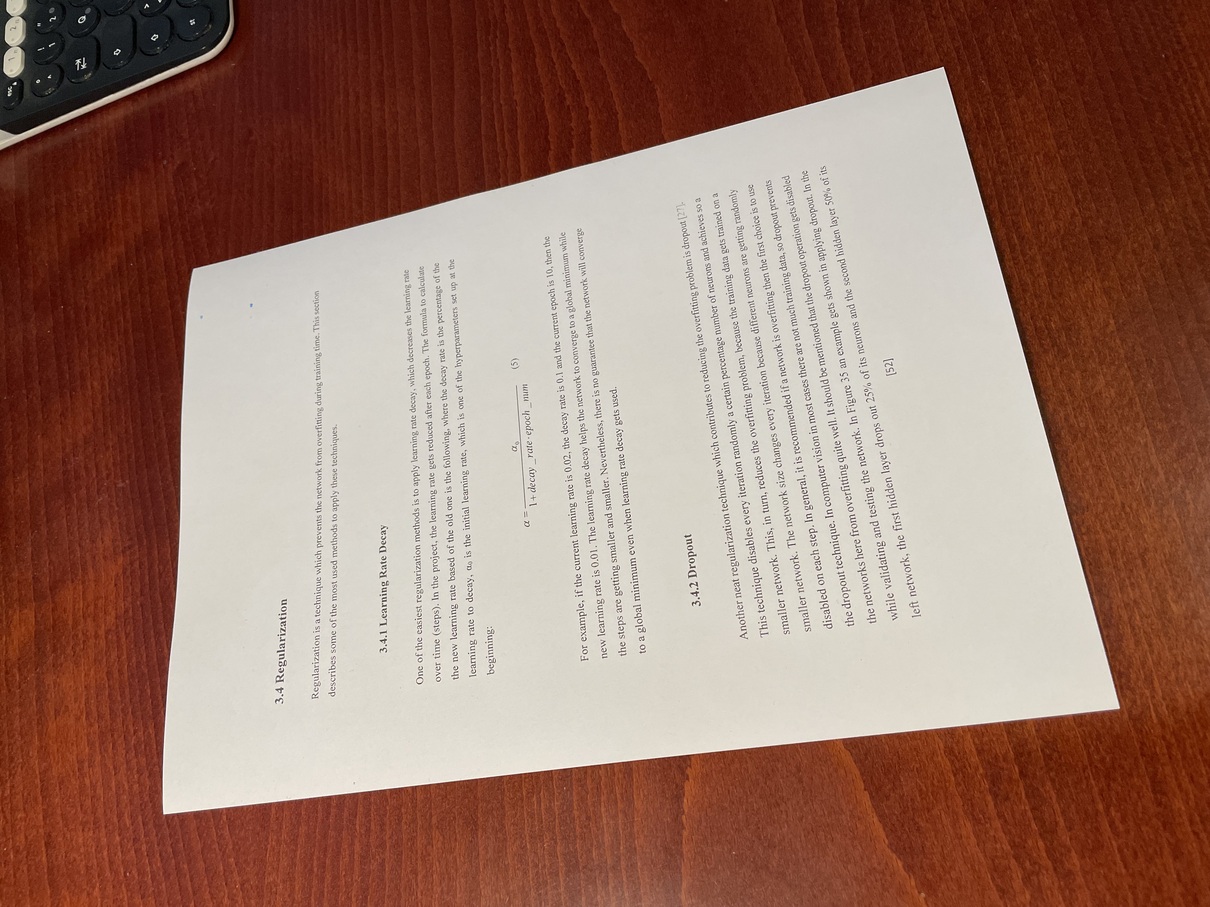 3.4 Regularization
Regularization is a technique which prevents the network from overfitting during training time. This section
describes some of the most used methods to apply these techniques.
3.4.1 Learning Rate Decay
One of the easiest regularization methods is to apply learning rate decay, which decreases the learning rate
over time (steps). In the project, the learning rate gets reduced after each epoch. The formula to calculate
the new learning rate based of the old one is the following, where the decay rate is the percentage of the
learning rate to decay, α₀ is the initial learning rate, which is one of the hyperparameters set up at the
beginning:
α = α₀ / (1 + decay _rate · epoch _num) (5)
For example, if the current learning rate is 0.02, the decay rate is 0.1 and the current epoch is 10, then the
new learning rate is 0.01. The learning rate decay helps the network to converge to a global minimum while
the steps are getting smaller and smaller. Nevertheless, there is no guarantee that the network will converge
to a global minimum even when learning rate decay gets used.
3.4.2 Dropout
Another neat regularization technique which contributes to reducing the overfitting problem is dropout [27].
This technique disables every iteration randomly a certain percentage number of neurons and achieves so a
smaller network. This, in turn, reduces the overfitting problem, because the training data gets trained on a
smaller network. The network size changes every iteration because different neurons are getting randomly
disabled on each step. In general, it is recommended if a network is overfitting then the first choice is to use
the dropout technique. In computer vision in most cases there are not much training data, so dropout prevents
the networks here from overfitting quite well. It should be mentioned that the dropout operation gets disabled
while validating and testing the network. In Figure 35 an example gets shown in applying dropout. In the
left network, the first hidden layer drops out 25% of its neurons and the second hidden layer 50% of its
[52]
esc
1
2
1
2
Q
A